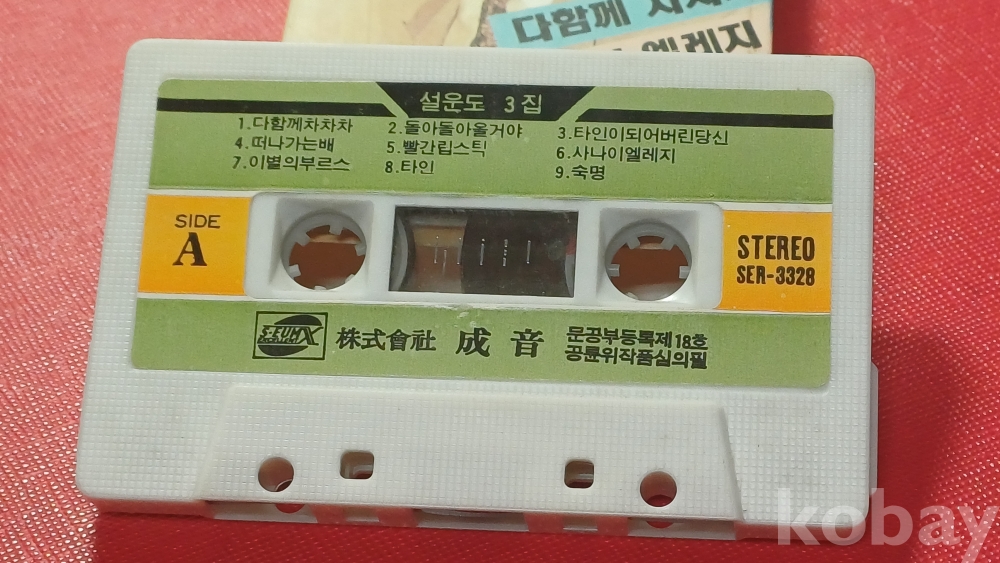 다함께
엘레지
설운도 3집
1.다함께차차차 2.돌아돌아올거야 3.타인이되어버린당신
4.떠나가는배 5.빨간립스틱 6.사나이엘레지
7.이별의부르스 8.타인 9.숙명
SIDE
A
STEREO
SER-3328
株式會社 成音
문공부등록제18호
공륜위작품심의필
kobay